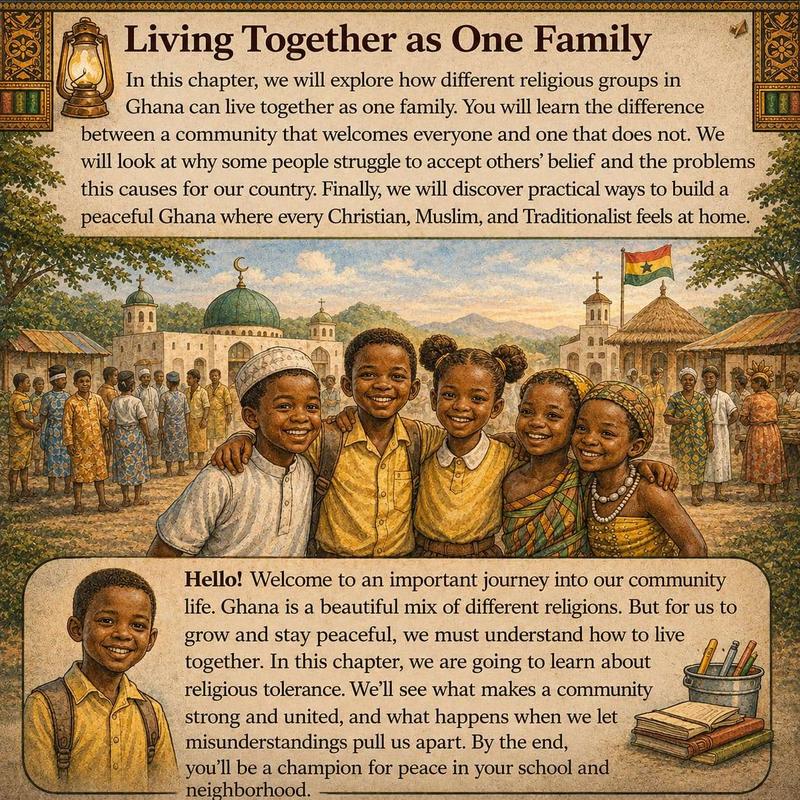 Living Together as One Family
In this chapter, we will explore how different religious groups in
Ghana can live together as one family. You will learn the difference
between a community that welcomes everyone and one that does not. We
will look at why some people struggle to accept others' belief and the problems
this causes for our country. Finally, we will discover practical ways to build a
peaceful Ghana where every Christian, Muslim, and Traditionalist feels at home.
Hello! Welcome to an important journey into our community
life. Ghana is a beautiful mix of different religions. But for us to
grow and stay peaceful, we must understand how to live
together. In this chapter, we are going to learn about
religious tolerance. We'll see what makes a community
strong and united, and what happens when we let
misunderstandings pull us apart. By the end,
you'll be a champion for peace in your school and
neighborhood.